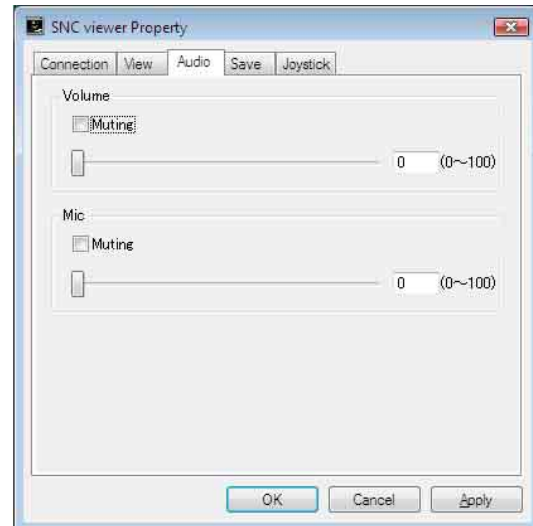 SNC viewer Property
Connection View Audio Save Joystick
Volume
Muting
0 (0～100)
Mic
Muting
0 (0～100)
OK Cancel Apply